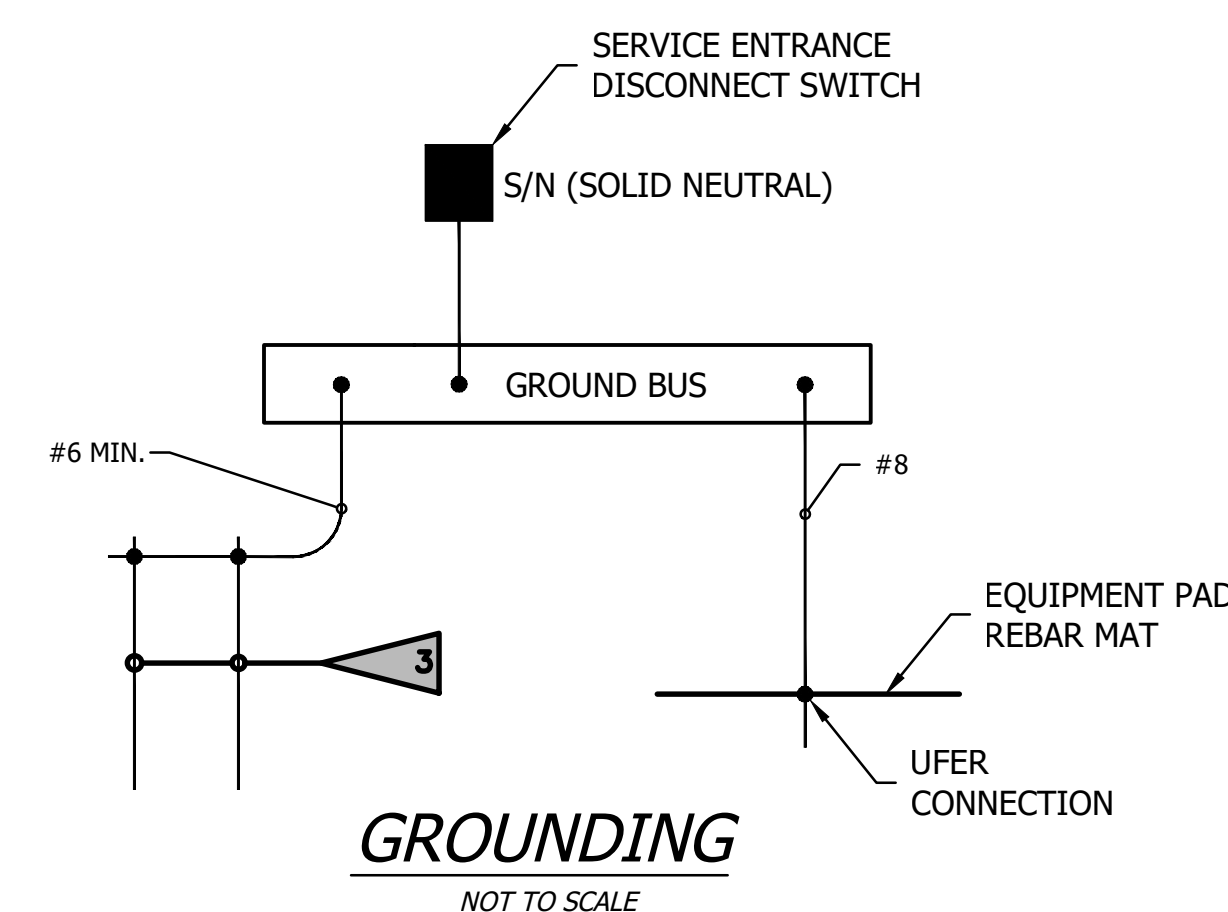 SERVICE ENTRANCE
DISCONNECT SWITCH
S/N (SOLID NEUTRAL)
GROUND BUS
#6 MIN.
#8
EQUIPMENT PAD
REBAR MAT
3
UFER
CONNECTION
GROUNDING
NOT TO SCALE